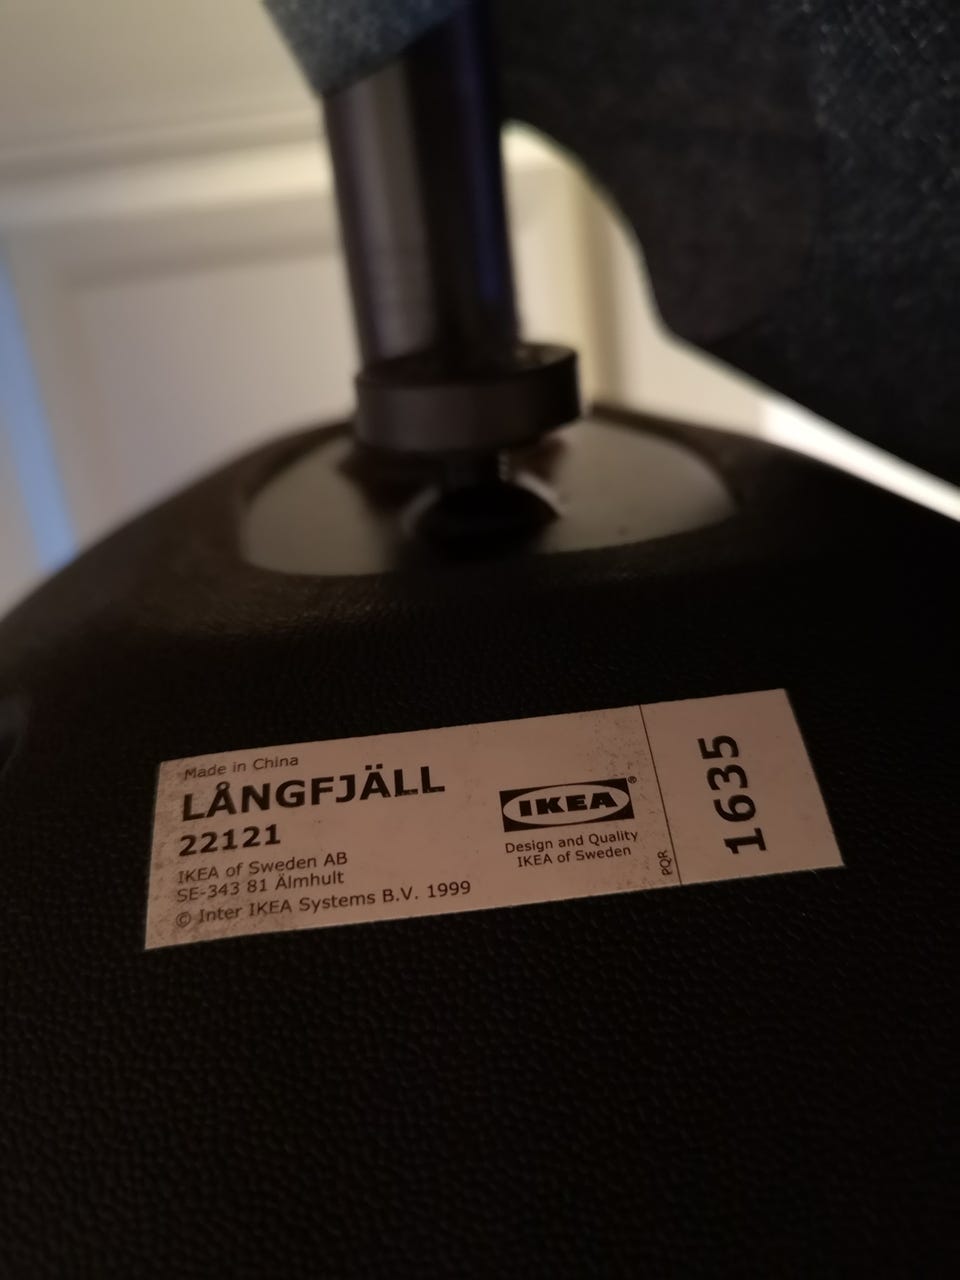 Made in China
LÅNGFJÄLL
22121
IKEA of Sweden AB
SE-343 81 Älmhult
© Inter IKEA Systems B.V. 1999
IKEA®
Design and Quality
IKEA of Sweden
PQR
1635